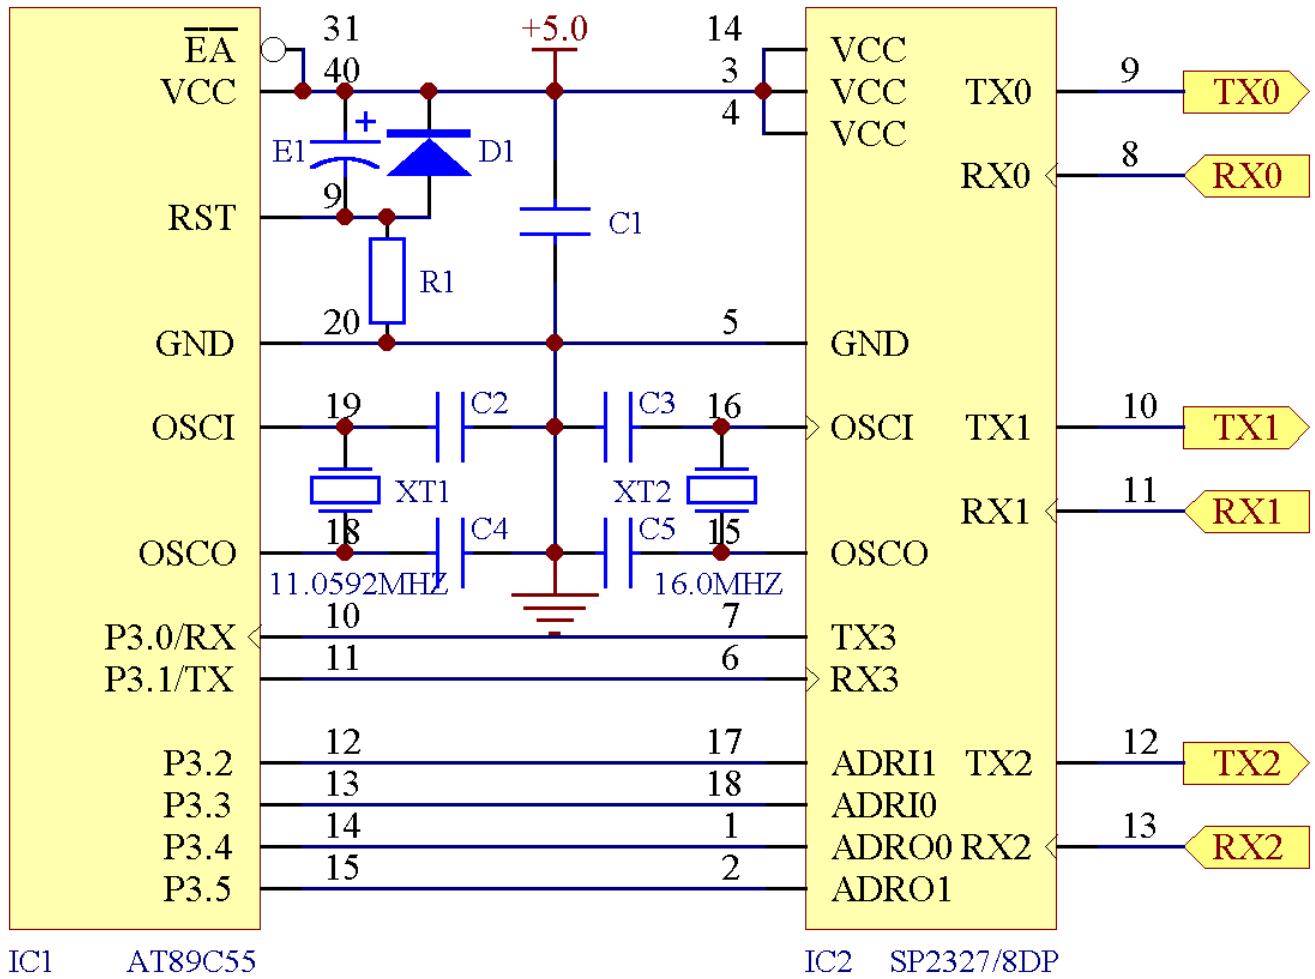 31 +5.0 14
EA VCC
40 3 9
VCC VCC TX0 TX0
4
VCC
+
E1 D1 8
RX0 RX0
9
RST C1
R1
20 5
GND GND
19 C2 C3 16 10
OSCI OSCI TX1 TX1
XT1 XT2 11
RX1 RX1
18 C4 C5 15
OSCO OSCO
11.0592MHZ 16.0MHZ
10 7
P3.0/RX TX3
11 6
P3.1/TX RX3
12 17 12
P3.2 ADRI1 TX2 TX2
13 18
P3.3 ADRI0
14 1 13
P3.4 ADRO0 RX2 RX2
15 2
P3.5 ADRO1
IC1 AT89C55 IC2 SP2327/8DP